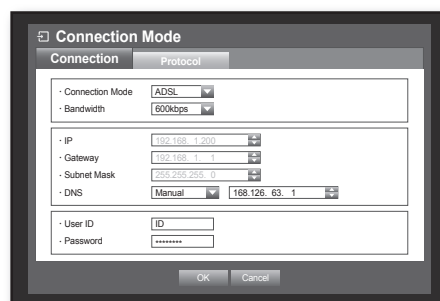 Connection Mode
Connection Protocol
· Connection Mode ADSL
· Bandwidth 600kbps
· IP 192.168. 1.200
· Gateway 192.168. 1. 1
· Subnet Mask 255.255.255. 0
· DNS Manual 168.126. 63. 1
· User ID ID
· Password ********
OK Cancel